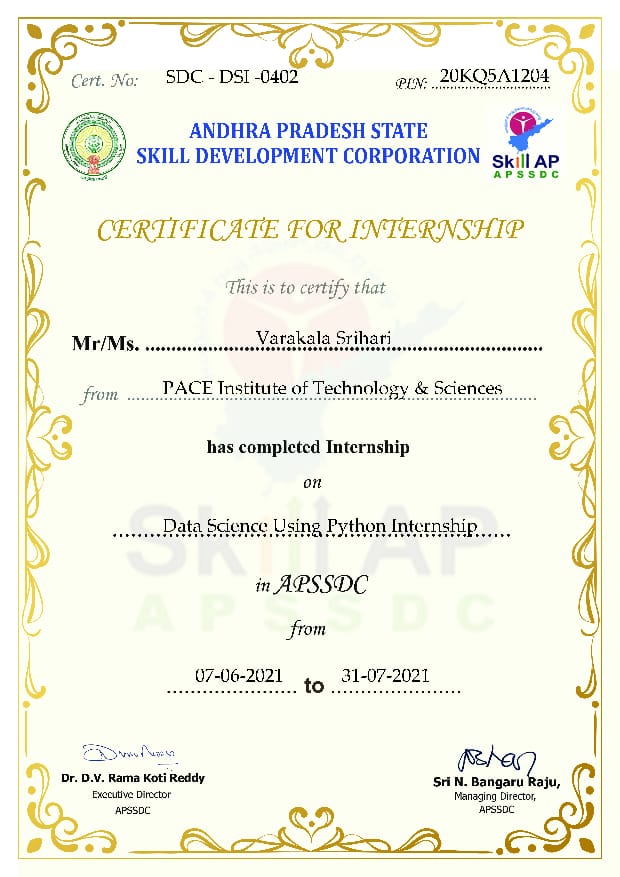 Cert. No: SDC - DSI -0402 PIN: 20KQ5A1204
ANDHRA PRADESH STATE
SKILL DEVELOPMENT CORPORATION
Skill AP
APSSDC
CERTIFICATE FOR INTERNSHIP
This is to certify that
Mr/Ms. Varakala Srihari
from PACE Institute of Technology & Sciences
has completed Internship
on
Data Science Using Python Internship
Skill AP
in APSSDC
APSSDC
from
07-06-2021 to 31-07-2021
Dr. D.V. Rama Koti Reddy
Executive Director
APSSDC
Sri N. Bangaru Raju,
Managing Director,
APSSDC